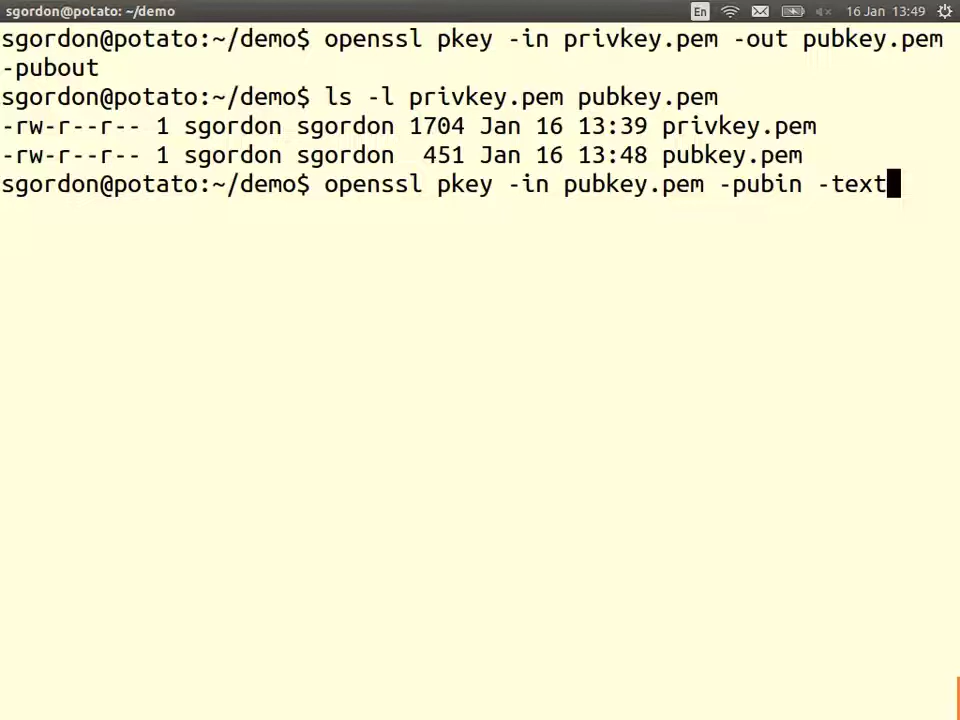 sgordon@potato: ~/demo En 16 Jan 13:49
sgordon@potato:~/demo$ openssl pkey -in privkey.pem -out pubkey.pem
-pubout
sgordon@potato:~/demo$ ls -l privkey.pem pubkey.pem
-rw-r--r-- 1 sgordon sgordon 1704 Jan 16 13:39 privkey.pem
-rw-r--r-- 1 sgordon sgordon  451 Jan 16 13:48 pubkey.pem
sgordon@potato:~/demo$ openssl pkey -in pubkey.pem -pubin -text